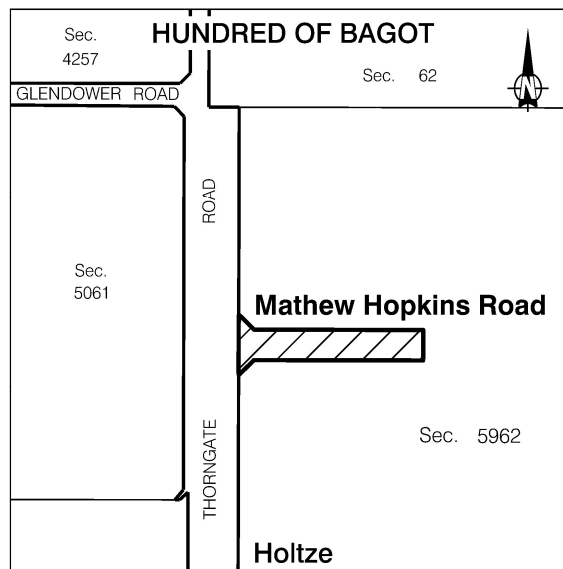 HUNDRED OF BAGOT
Sec.
4257
Sec. 62
N
GLENDOWER ROAD
ROAD
Sec.
5061
Mathew Hopkins Road
Sec. 5962
THORNGATE
Holtze